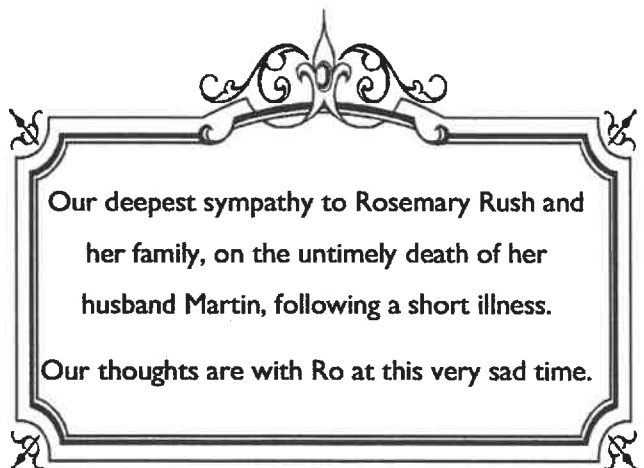 Our deepest sympathy to Rosemary Rush and
her family, on the untimely death of her
husband Martin, following a short illness.
Our thoughts are with Ro at this very sad time.